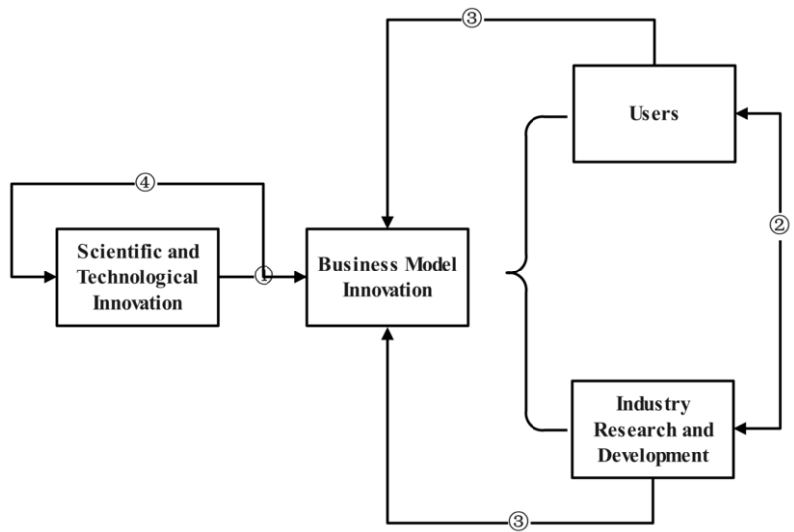 ③
Users
②
④
Scientific and
Technological
Innovation
①
Business Model
Innovation
Industry
Research and
Development
③